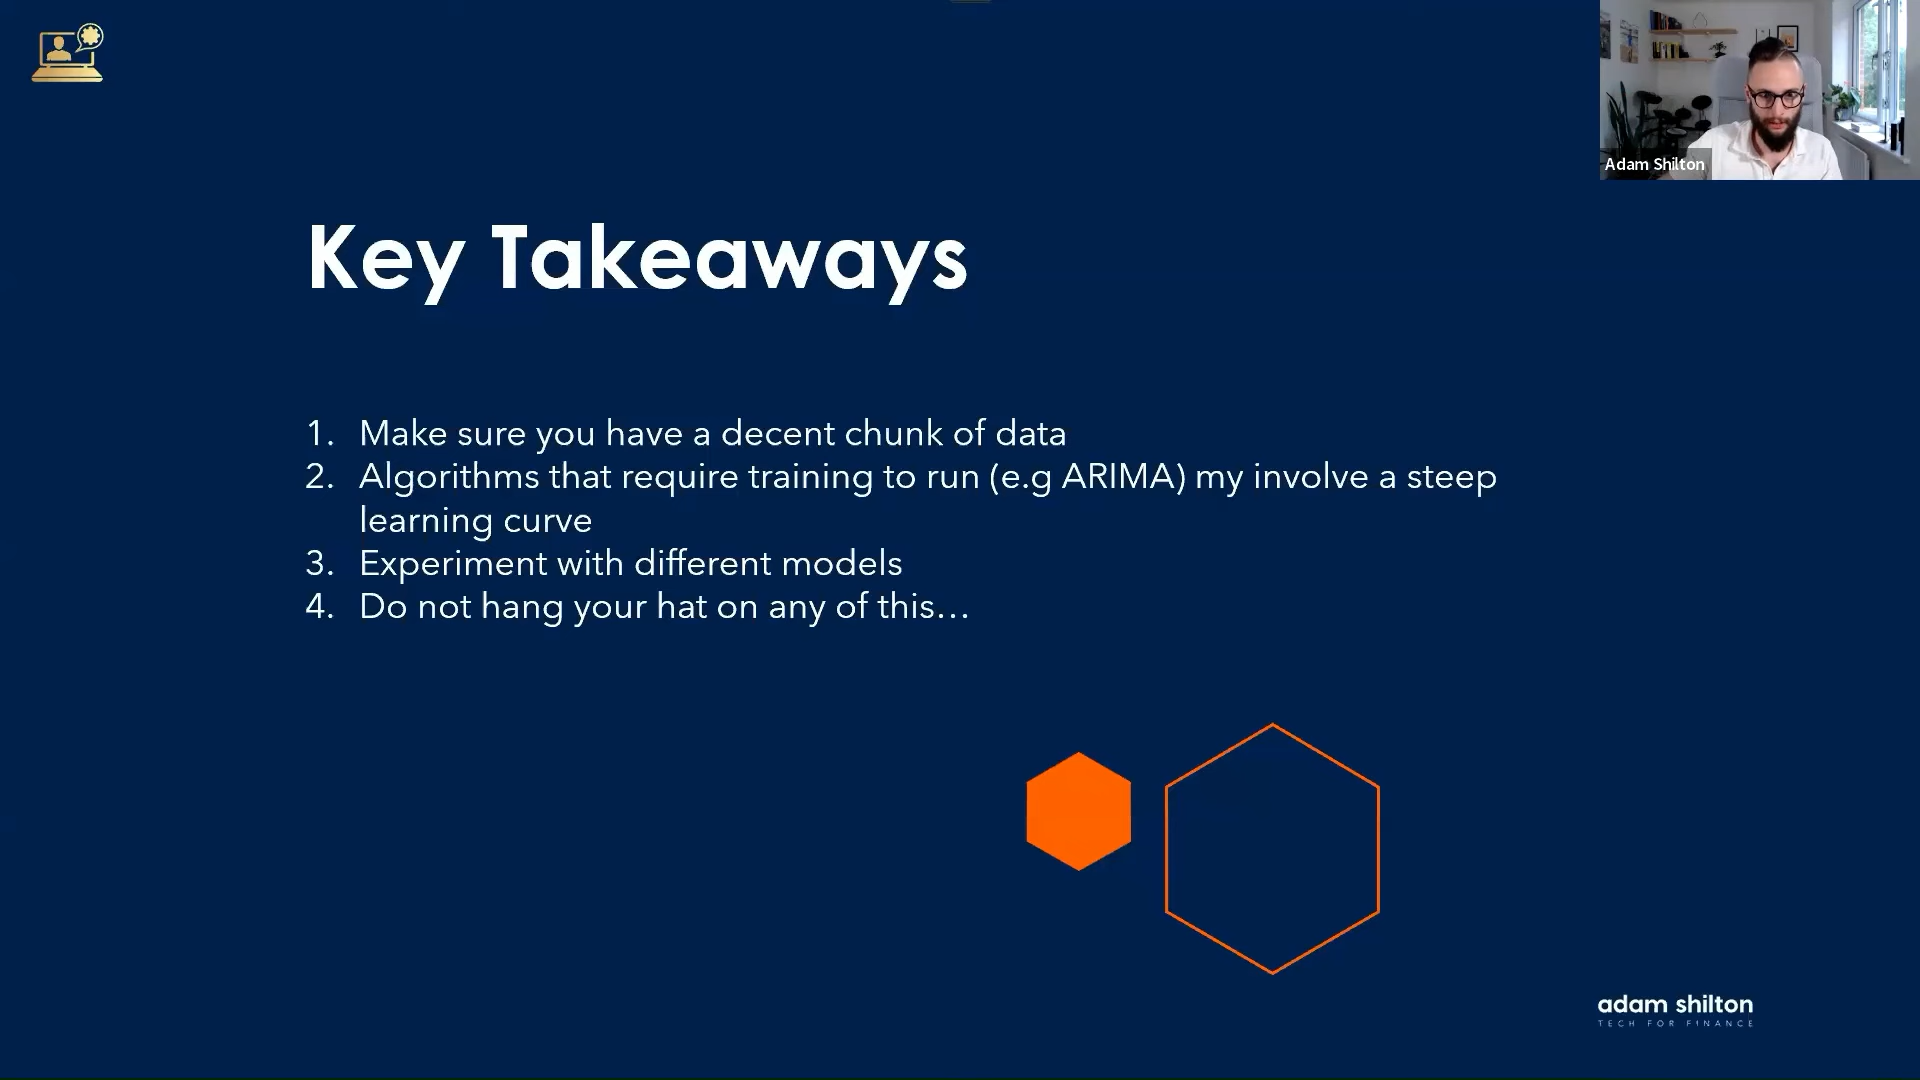 Adam Shilton
Key Takeaways
1. Make sure you have a decent chunk of data
2. Algorithms that require training to run (e.g ARIMA) my involve a steep
learning curve
3. Experiment with different models
4. Do not hang your hat on any of this...
adam shilton
TECH FOR FINANCE